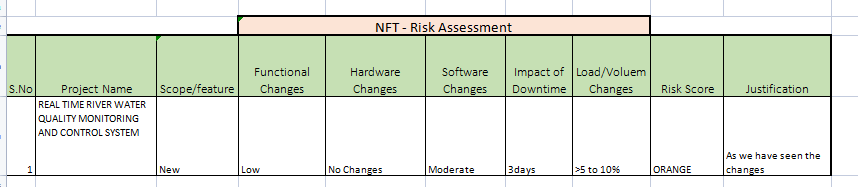 NFT - Risk Assessment
S.No Project Name Scope/feature Functional Changes Hardware Changes Software Changes Impact of Downtime Load/Voluem Changes Risk Score Justification
REAL TIME RIVER WATER
QUALITY MONITORING
AND CONTROL SYSTEM
1 New Low No Changes Moderate 3days >5 to 10% ORANGE As we have seen the changes